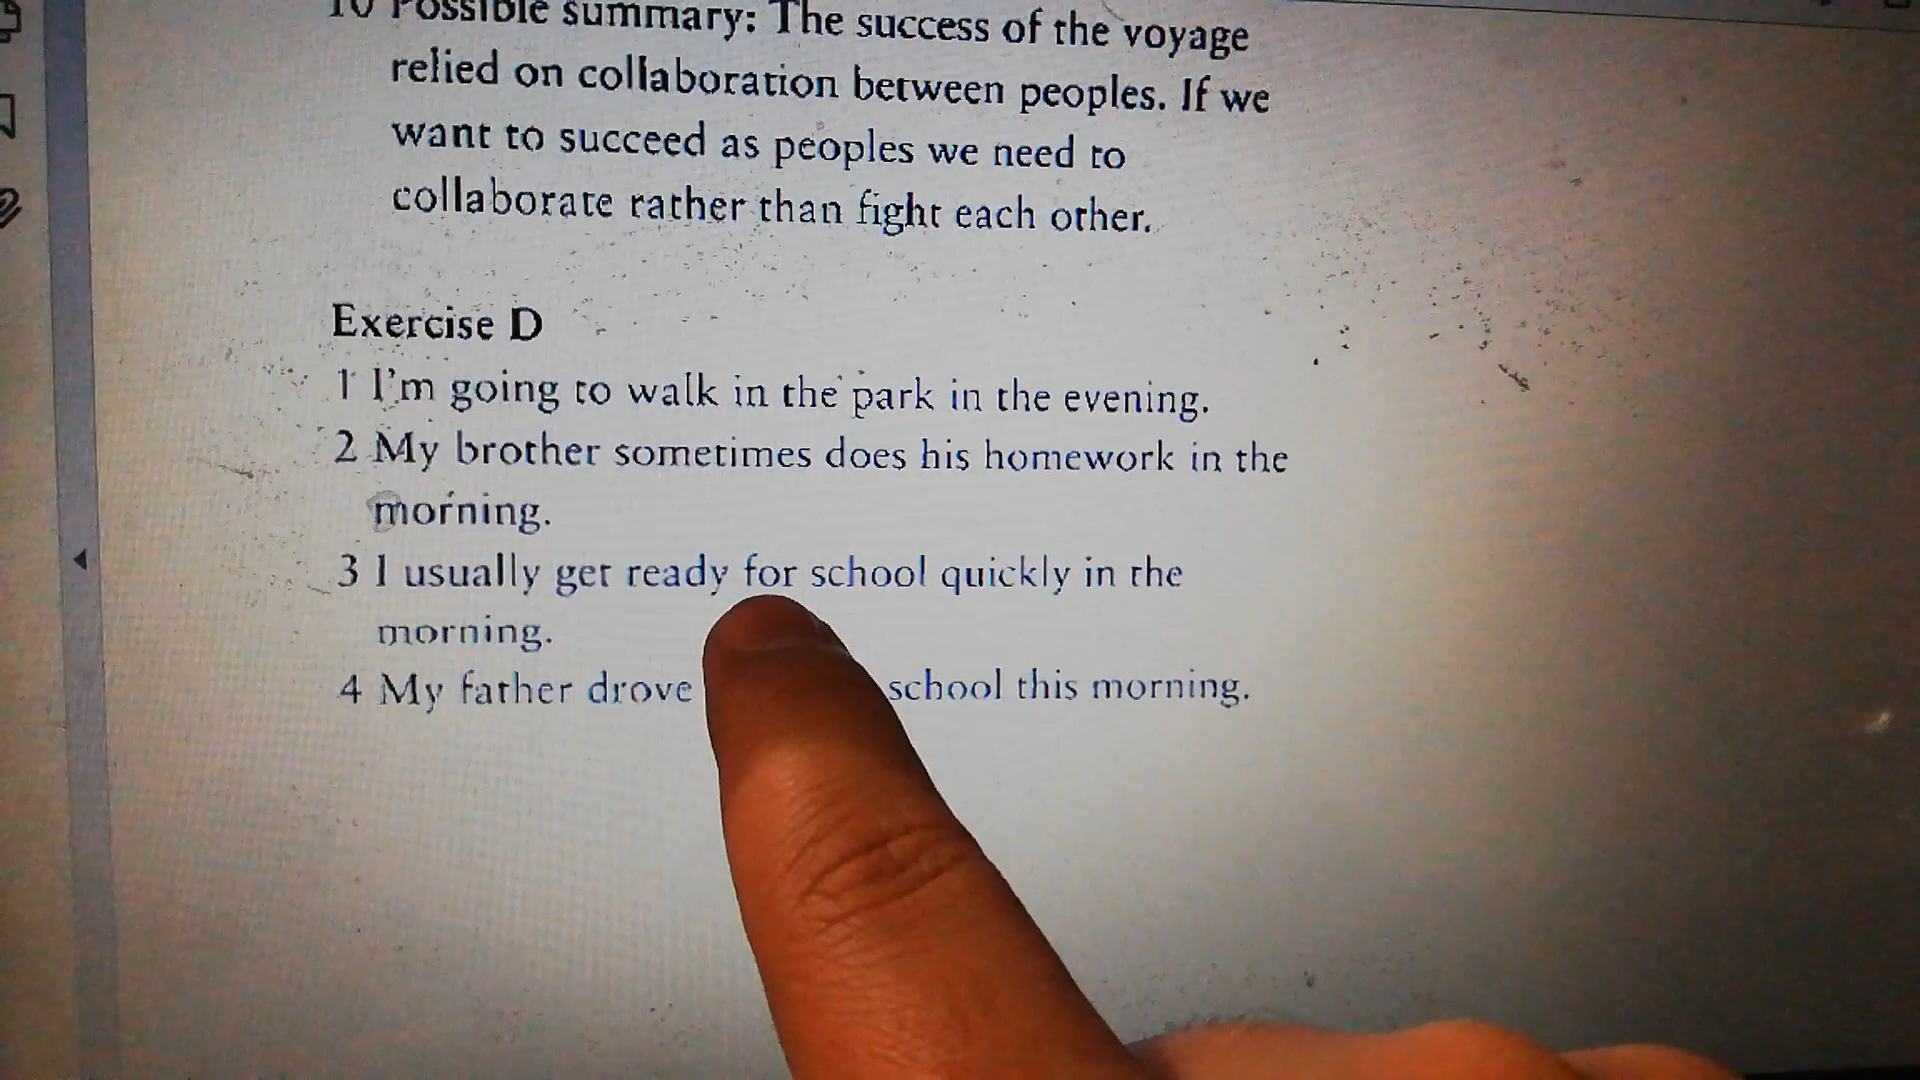 10 Possible summary: The success of the voyage
relied on collaboration between peoples. If we
want to succeed as peoples we need to
collaborate rather than fight each other.
Exercise D
1 I'm going to walk in the park in the evening.
2 My brother sometimes does his homework in the
morning.
3 I usually get ready for school quickly in the
morning.
4 My father drove school this morning.